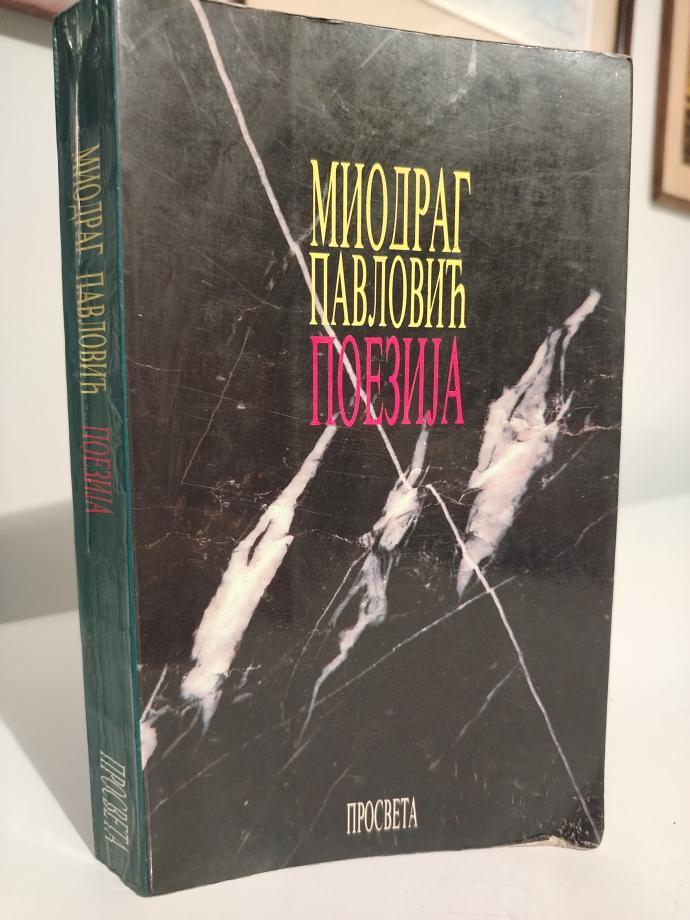 МИОДРАГ
ПАВЛОВИЋ
ПОЕЗИЈА
ПРОСВЕТА
МИОДРАГ ПАВЛОВИЋ ПОЕЗИЈА ПРОСВЕТА